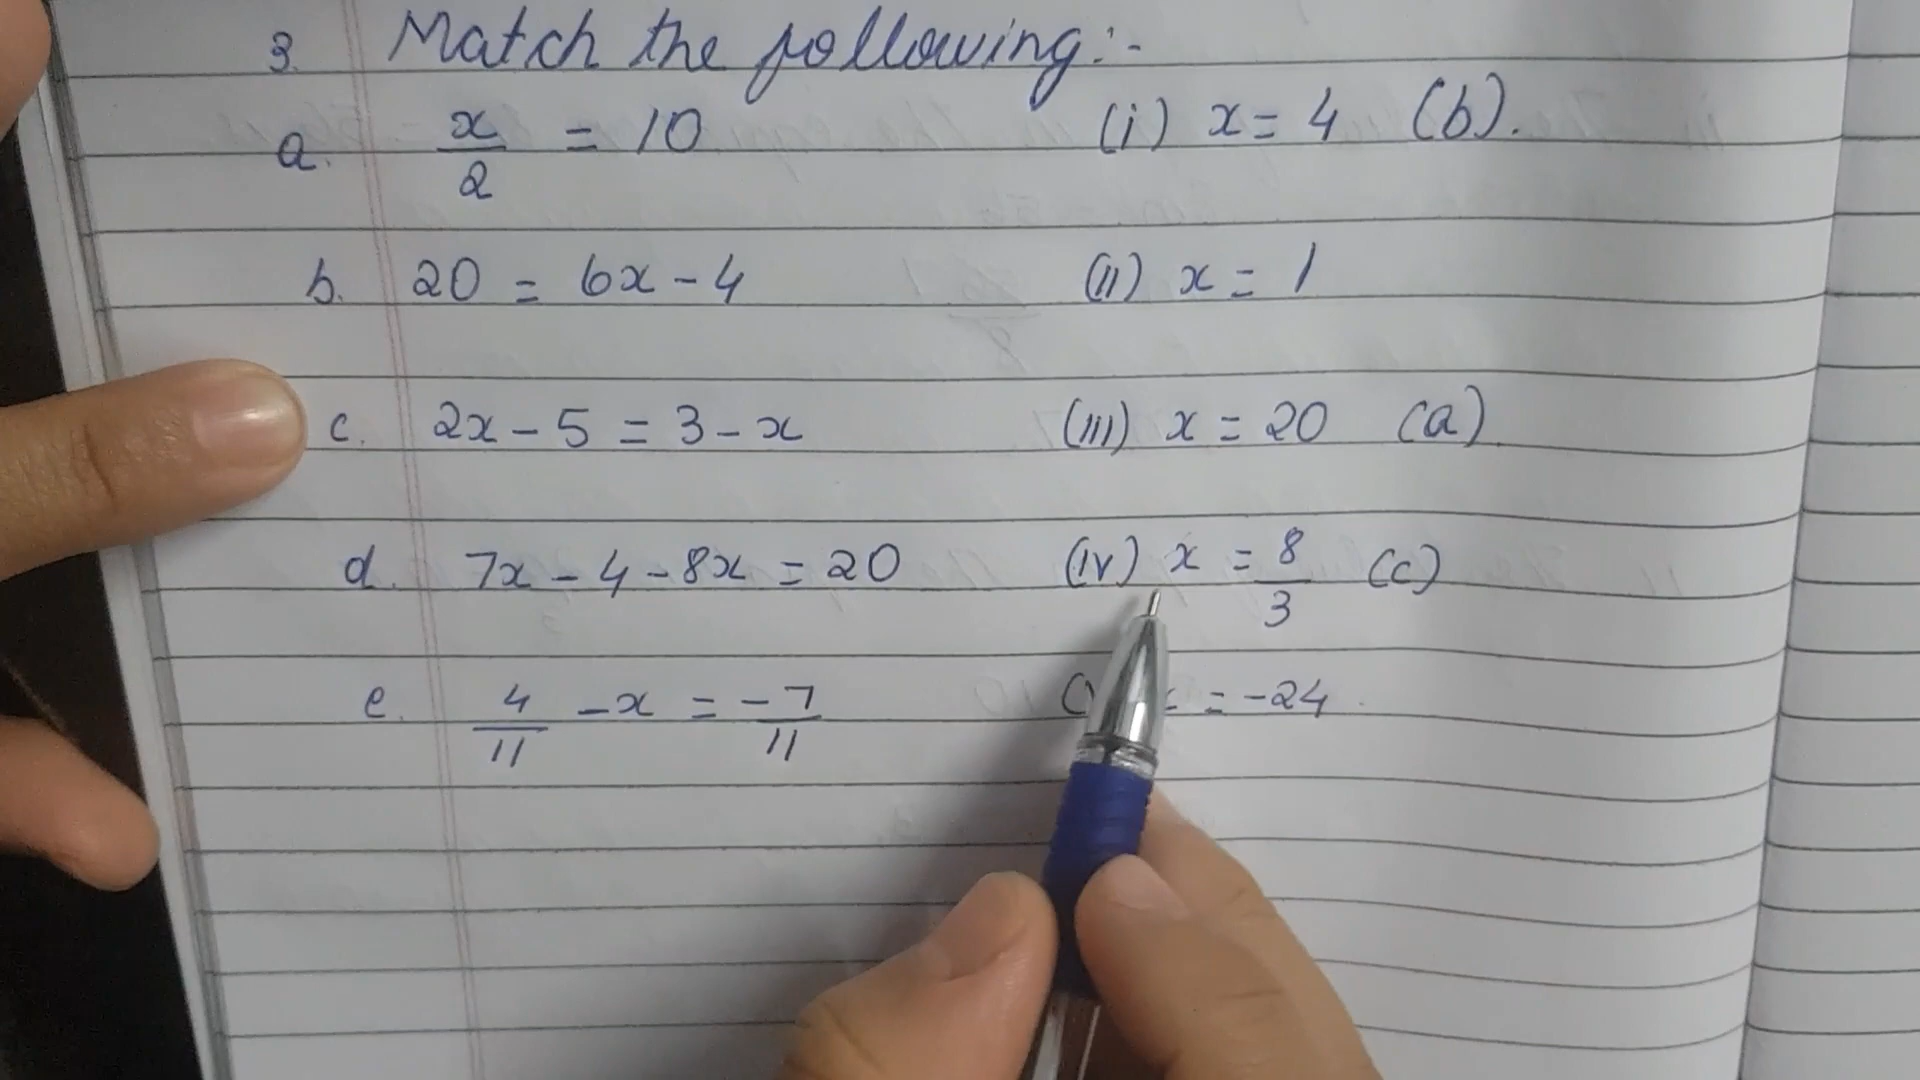 3. Match the following:-
a. x/2 = 10 (i) x = 4 (b).
b. 20 = 6x - 4 (ii) x = 1
c. 2x - 5 = 3 - x (iii) x = 20 (a)
d. 7x - 4 - 8x = 20 (iv) x = 8/3 (c)
e. 4/11 - x = -7/11 = -24